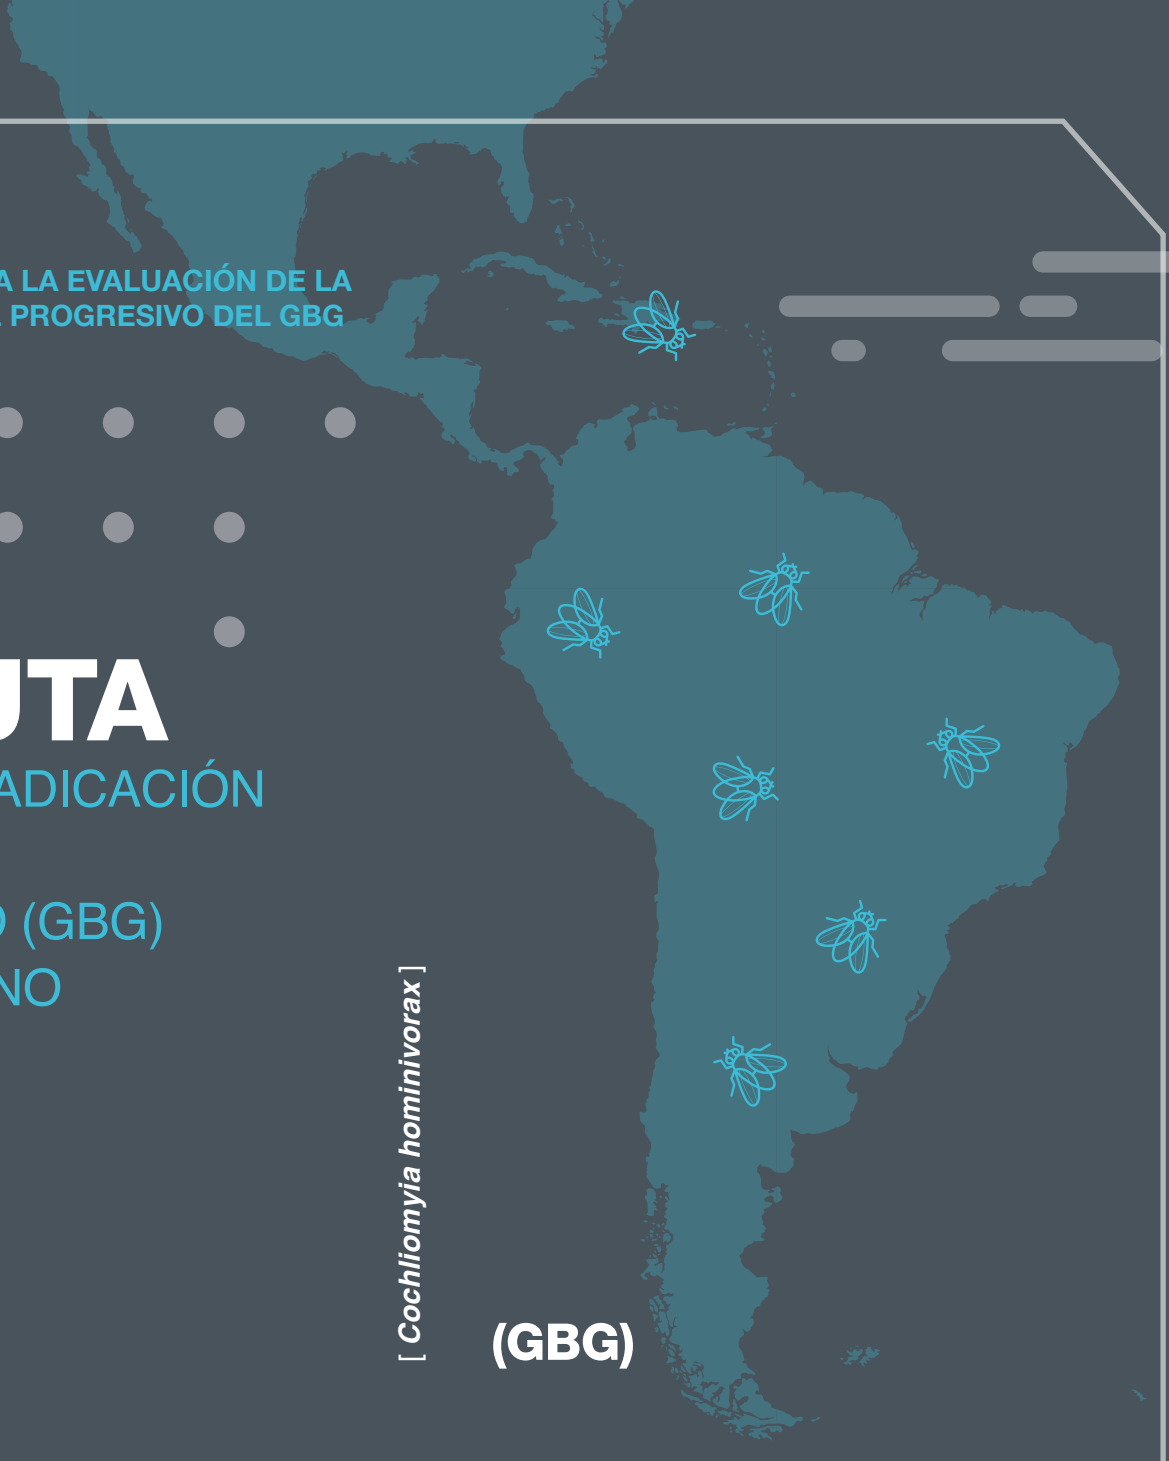 A LA EVALUACIÓN DE LA
PROGRESIVO DEL GBG
UTA
ADICACIÓN
(GBG)
NO
[ Cochliomyia hominivorax ]
(GBG)